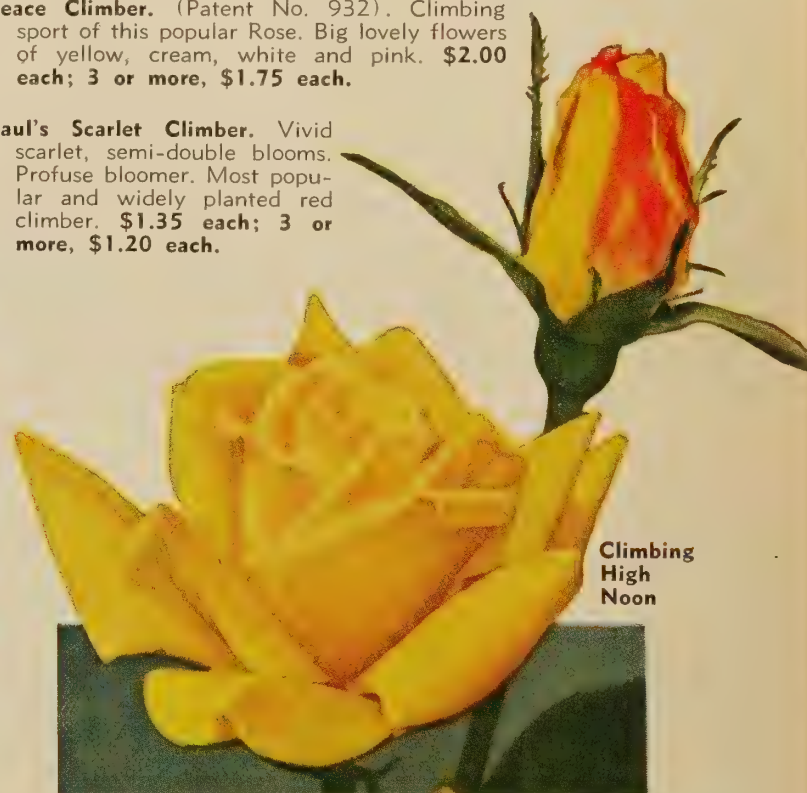 eace Climber. (Patent No. 932). Climbing
sport of this popular Rose. Big lovely flowers
of yellow, cream, white and pink. $2.00
each; 3 or more, $1.75 each.
aul's Scarlet Climber. Vivid
scarlet, semi-double blooms.
Profuse bloomer. Most popu-
lar and widely planted red
climber. $1.35 each; 3 or
more, $1.20 each.
Climbing
High
Noon